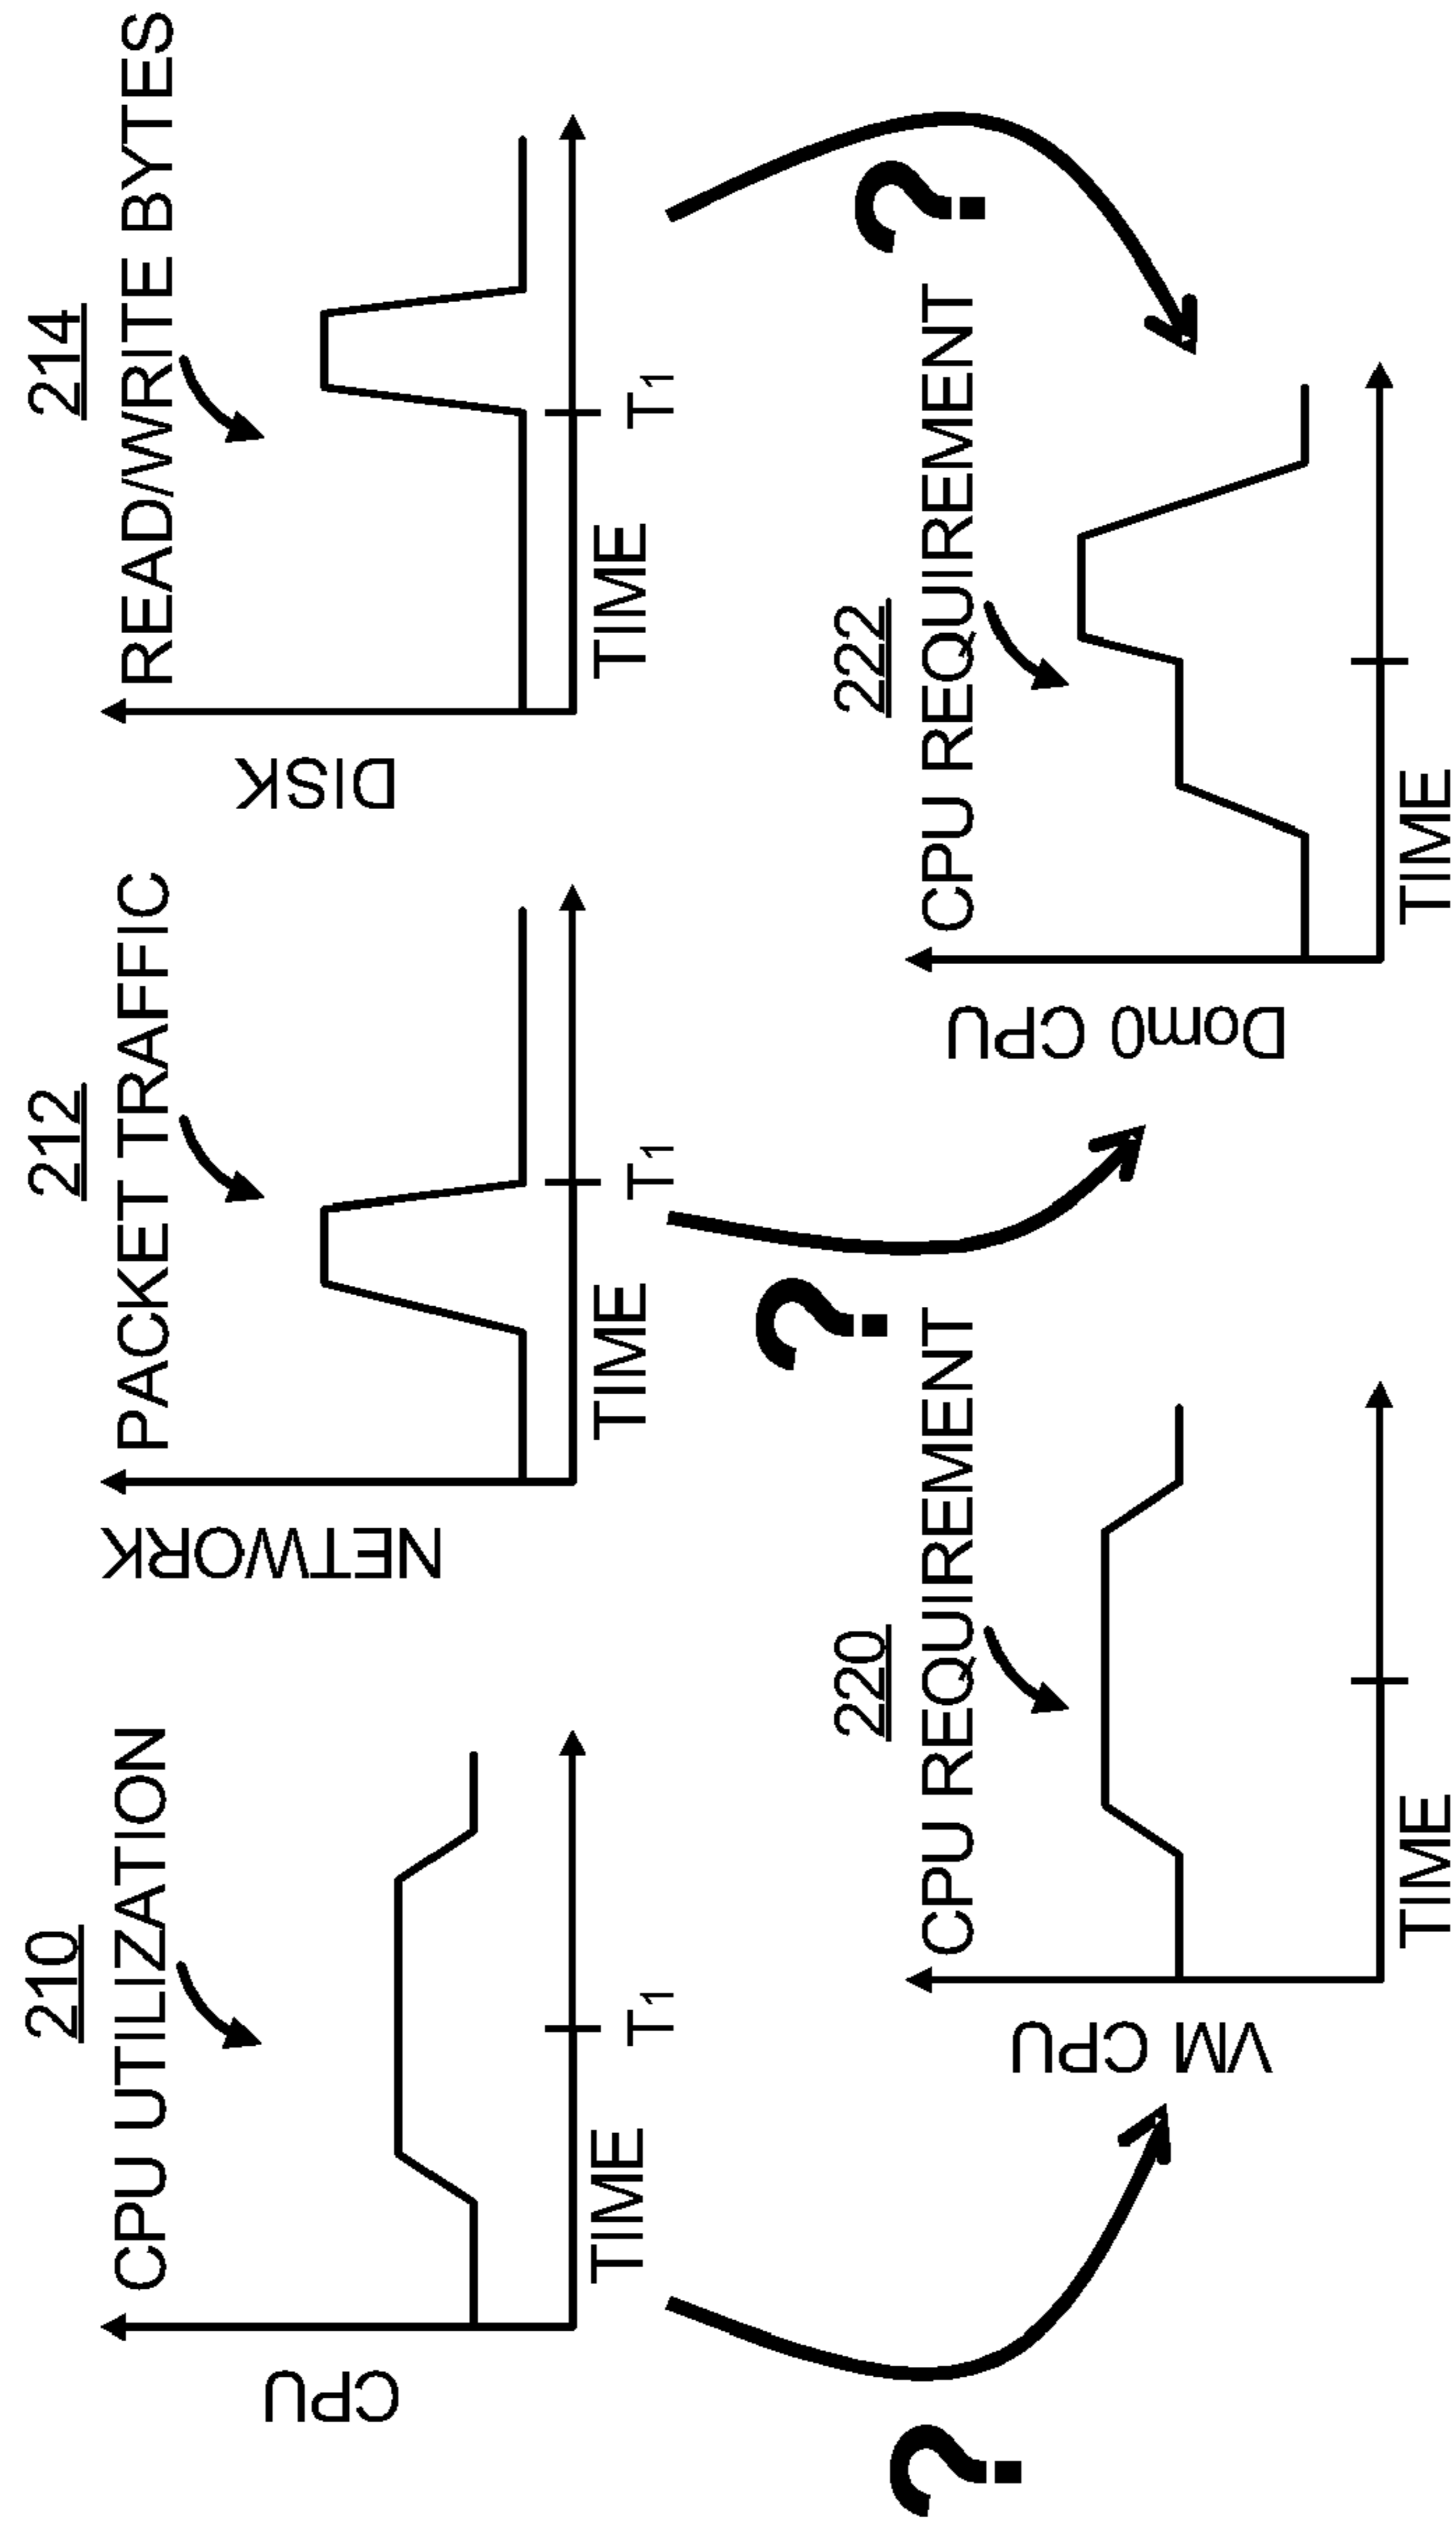 210
CPU UTILIZATION
CPU
TIME
T1
212
PACKET TRAFFIC
NETWORK
TIME
T1
214
READ/WRITE BYTES
DISK
TIME
T1
?
?
?
220
CPU REQUIREMENT
VM CPU
TIME
222
CPU REQUIREMENT
Dom0 CPU
TIME